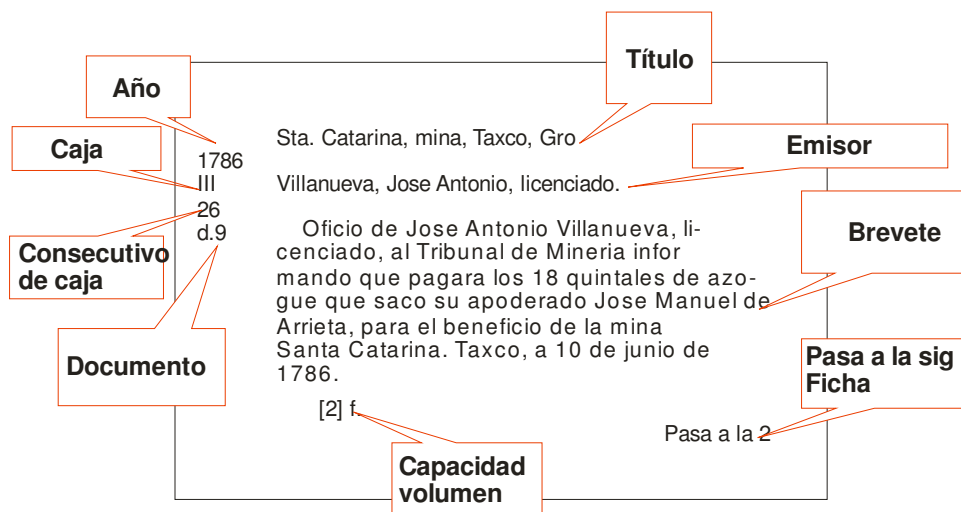 Título
Año
Sta. Catarina, mina, Taxco, Gro
Emisor
Caja
1786
III
Villanueva, Jose Antonio, licenciado.
26
d.9
Consecutivo
de caja
Oficio de Jose Antonio Villanueva, li-
cenciado, al Tribunal de Mineria infor
mando que pagara los 18 quintales de azo-
gue que saco su apoderado Jose Manuel de
Arrieta, para el beneficio de la mina
Santa Catarina. Taxco, a 10 de junio de
1786.
Brevete
Documento
Pasa a la sig
Ficha
[2] f.
Pasa a la 2
Capacidad
volumen